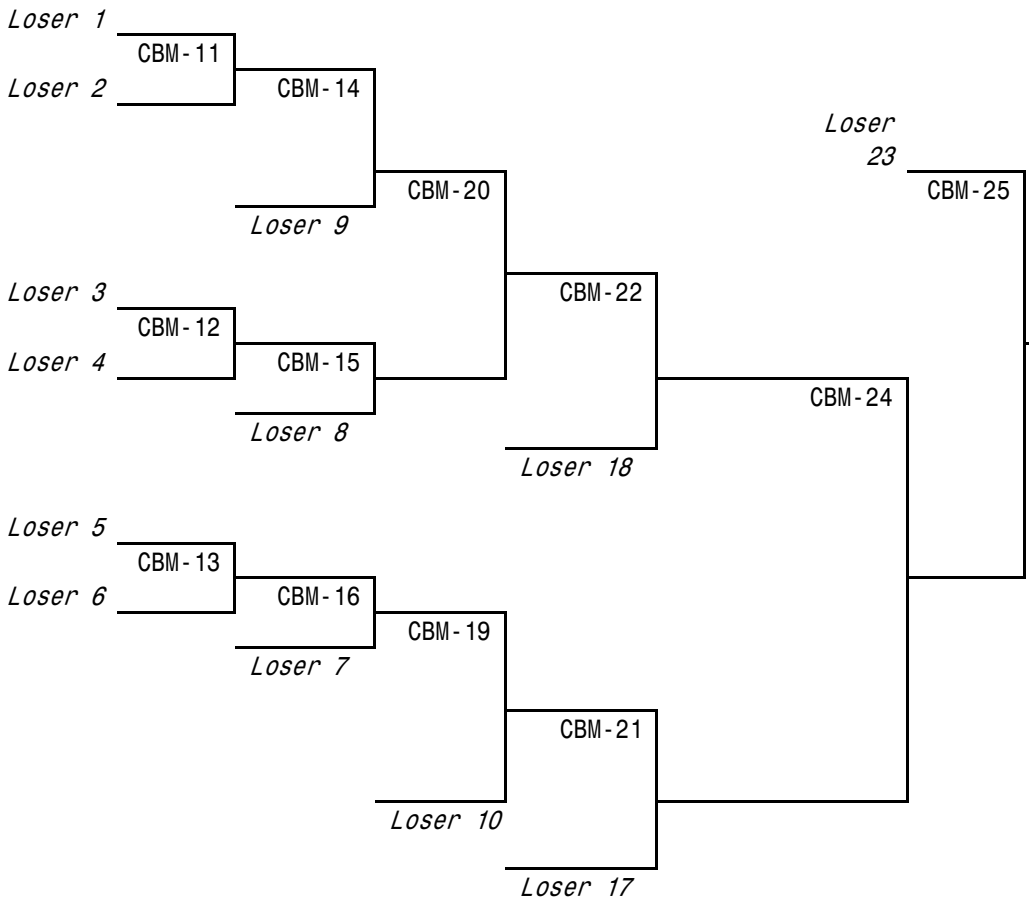 Loser 1
CBM-11
Loser 2
CBM-14
Loser
23
CBM-25
CBM-20
Loser 9
Loser 3
CBM-12
Loser 4
CBM-15
Loser 8
CBM-22
CBM-24
Loser 18
Loser 5
CBM-13
Loser 6
CBM-16
Loser 7
CBM-19
CBM-21
Loser 10
Loser 17